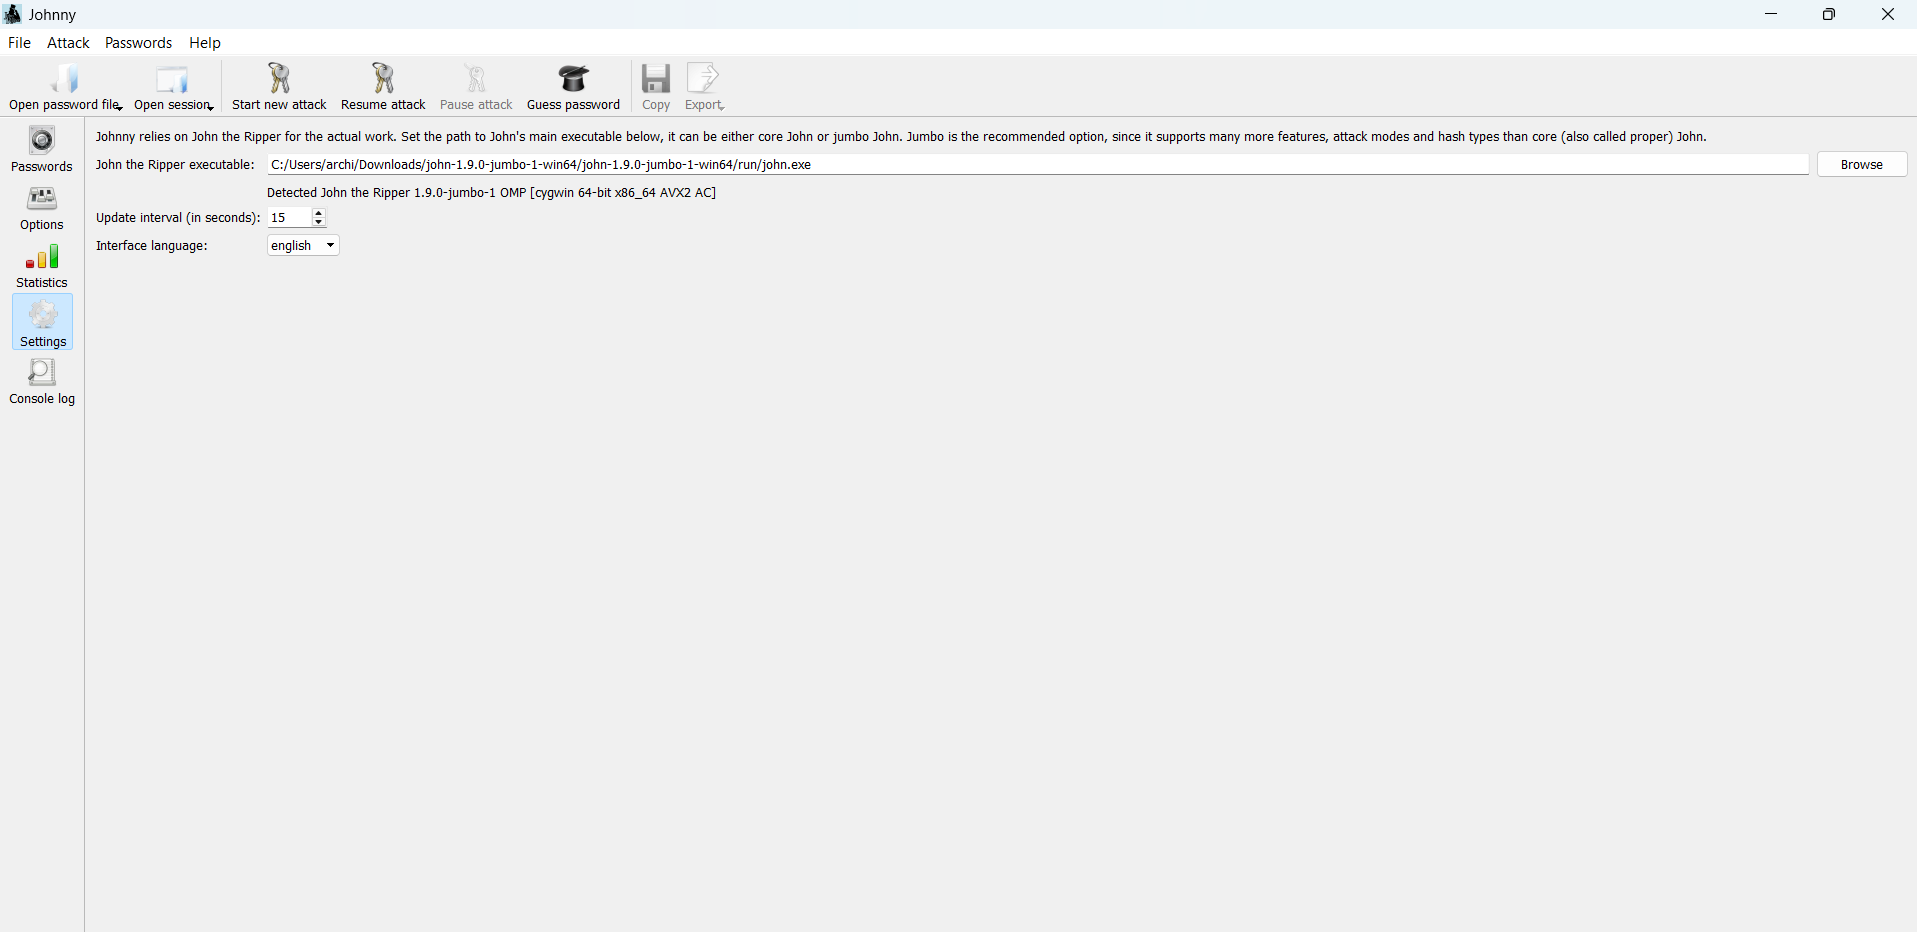 Johnny
File Attack Passwords Help
Open password file Open session Start new attack Resume attack Pause attack Guess password Copy Export
Passwords
Options
Statistics
Settings
Console log
Johnny relies on John the Ripper for the actual work. Set the path to John's main executable below, it can be either core John or jumbo John. Jumbo is the recommended option, since it supports many more features, attack modes and hash types than core (also called proper) John.
John the Ripper executable: C:/Users/archi/Downloads/john-1.9.0-jumbo-1-win64/john-1.9.0-jumbo-1-win64/run/john.exe Browse
Detected John the Ripper 1.9.0-jumbo-1 OMP [cygwin 64-bit x86_64 AVX2 AC]
Update interval (in seconds): 15
Interface language: english